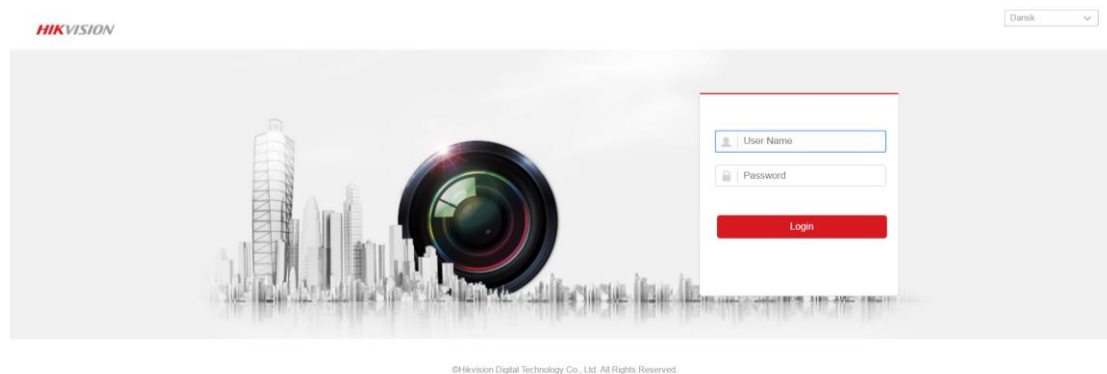 HIKVISION
Dansk
User Name
Password
Login
©Hikvision Digital Technology Co., Ltd. All Rights Reserved.